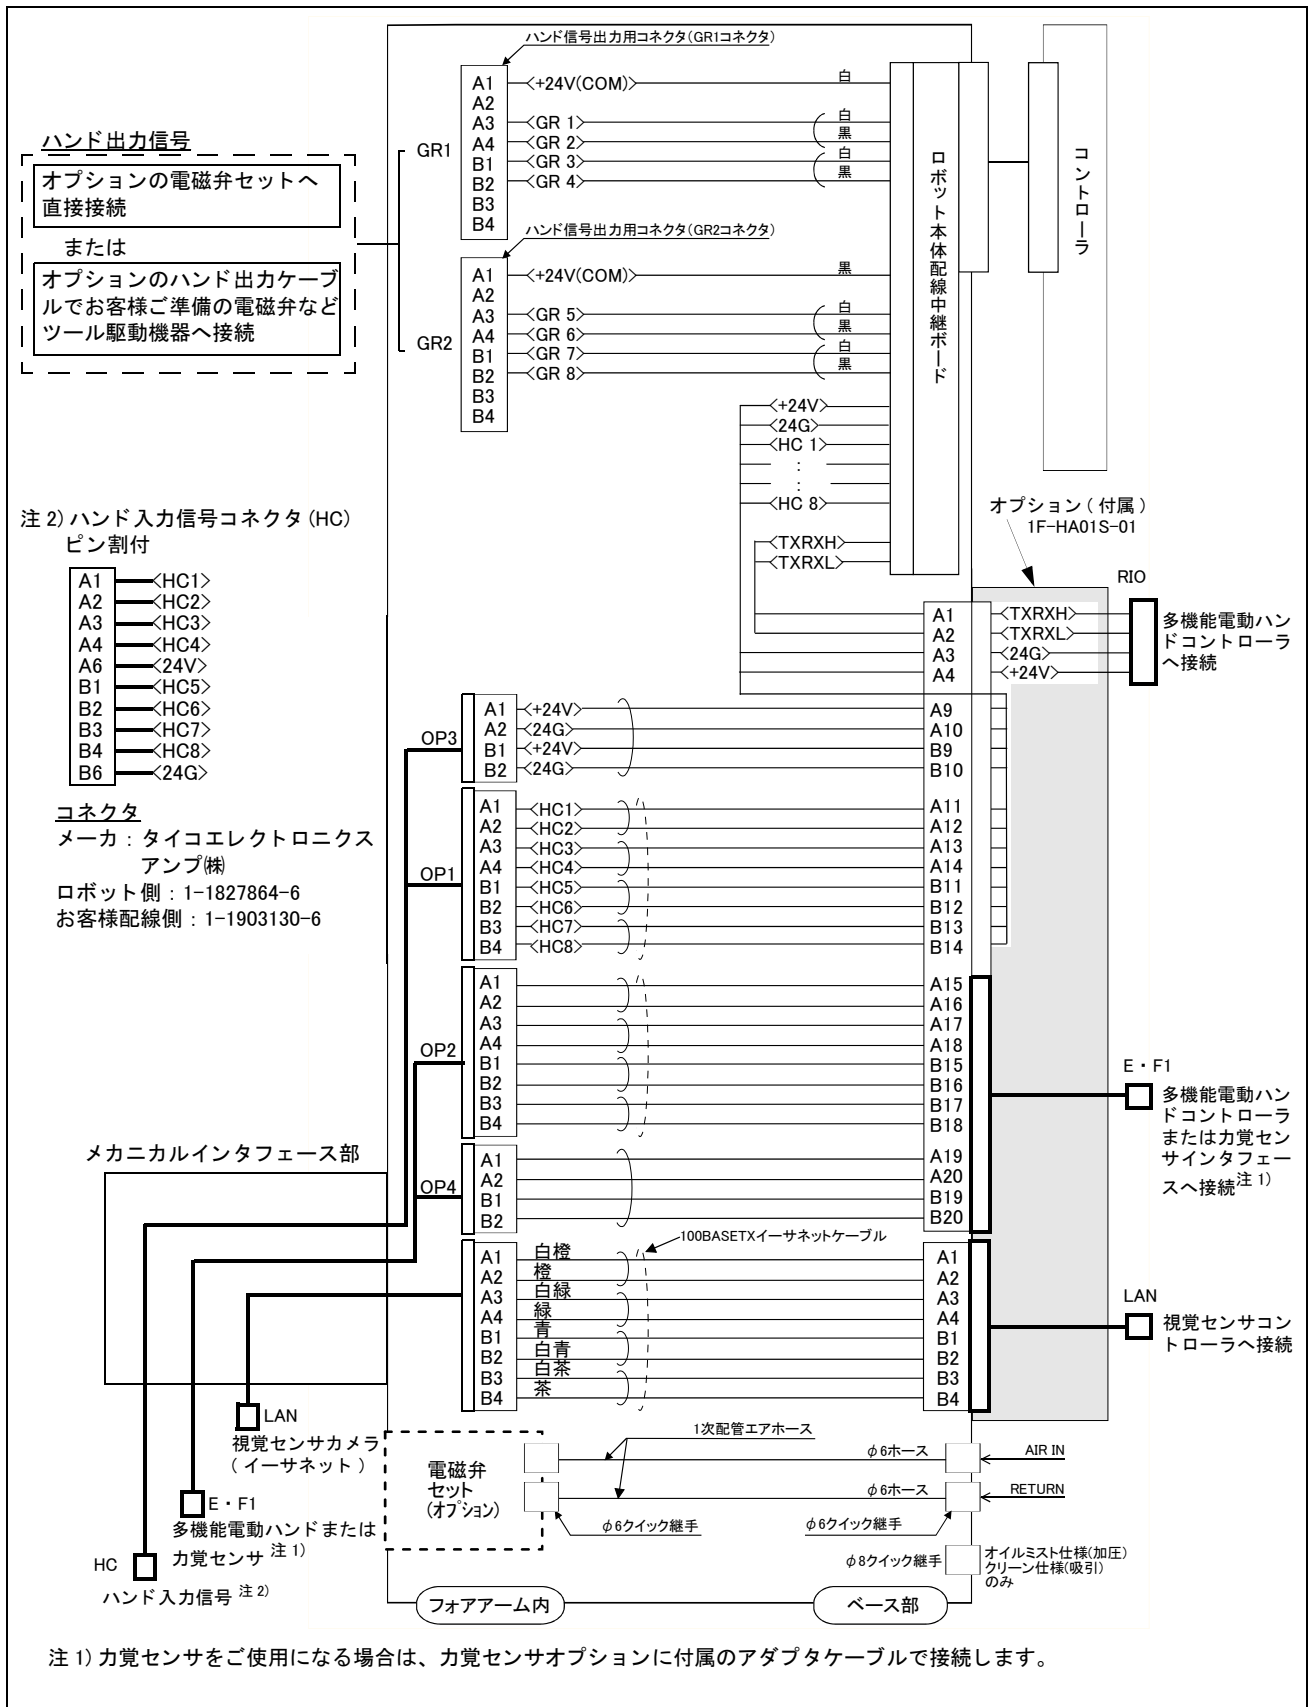 ハンド信号出力用コネクタ(GR1コネクタ)
A1 <+24V(COM)> 白
A2
A3 <GR 1> 白
A4 <GR 2> 黒
B1 <GR 3> 白
B2 <GR 4> 黒
B3
B4
GR1
ハンド出力信号
オプションの電磁弁セットへ
直接接続
または
オプションのハンド出力ケーブ
ルでお客様ご準備の電磁弁など
ツール駆動機器へ接続
ハンド信号出力用コネクタ(GR2コネクタ)
A1 <+24V(COM)> 黒
A2
A3 <GR 5> 白
A4 <GR 6> 黒
B1 <GR 7> 白
B2 <GR 8> 黒
B3
B4
GR2
ロボット本体配線中継ボード
コントローラ
<+24V>
<24G>
<HC 1>
:
:
<HC 8>
<TXRXH>
<TXRXL>
オプション ( 付属 )
1F-HA01S-01
RIO
A1 <TXRXH>
A2 <TXRXL>
A3 <24G>
A4 <+24V>
多機能電動ハン
ドコントローラ
へ接続
注 2) ハンド入力信号コネクタ (HC)
ピン割付
A1 <HC1>
A2 <HC2>
A3 <HC3>
A4 <HC4>
A6 <24V>
B1 <HC5>
B2 <HC6>
B3 <HC7>
B4 <HC8>
B6 <24G>
コネクタ
メーカ : タイコエレクトロニクス
アンプ㈱
ロボット側 : 1-1827864-6
お客様配線側 : 1-1903130-6
OP3
A1 <+24V> A9
A2 <24G> A10
B1 <+24V> B9
B2 <24G> B10
OP1
A1 <HC1> A11
A2 <HC2> A12
A3 <HC3> A13
A4 <HC4> A14
B1 <HC5> B11
B2 <HC6> B12
B3 <HC7> B13
B4 <HC8> B14
OP2
A1 A15
A2 A16
A3 A17
A4 A18
B1 B15
B2 B16
B3 B17
B4 B18
E・F1
多機能電動ハン
ドコントローラ
または力覚セン
サインタフェー
スへ接続注 1)
メカニカルインタフェース部
OP4
A1 A19
A2 A20
B1 B19
B2 B20
100BASETXイーサネットケーブル
A1 白橙 A1
A2 橙 A2
A3 白緑 A3
A4 緑 A4
B1 青 B1
B2 白青 B2
B3 白茶 B3
B4 茶 B4
LAN
視覚センサコン
トローラへ接続
LAN
視覚センサカメラ
( イーサネット )
E・F1
多機能電動ハンドまたは
力覚センサ 注 1)
HC
ハンド入力信号 注 2)
電磁弁
セット
(オプション)
1次配管エアホース
φ6ホース
AIR IN
φ6ホース
RETURN
φ6クイック継手
φ6クイック継手
φ8クイック継手
オイルミスト仕様(加圧)
クリーン仕様(吸引)
のみ
フォアアーム内
ベース部
注 1) 力覚センサをご使用になる場合は、力覚センサオプションに付属のアダプタケーブルで接続します。